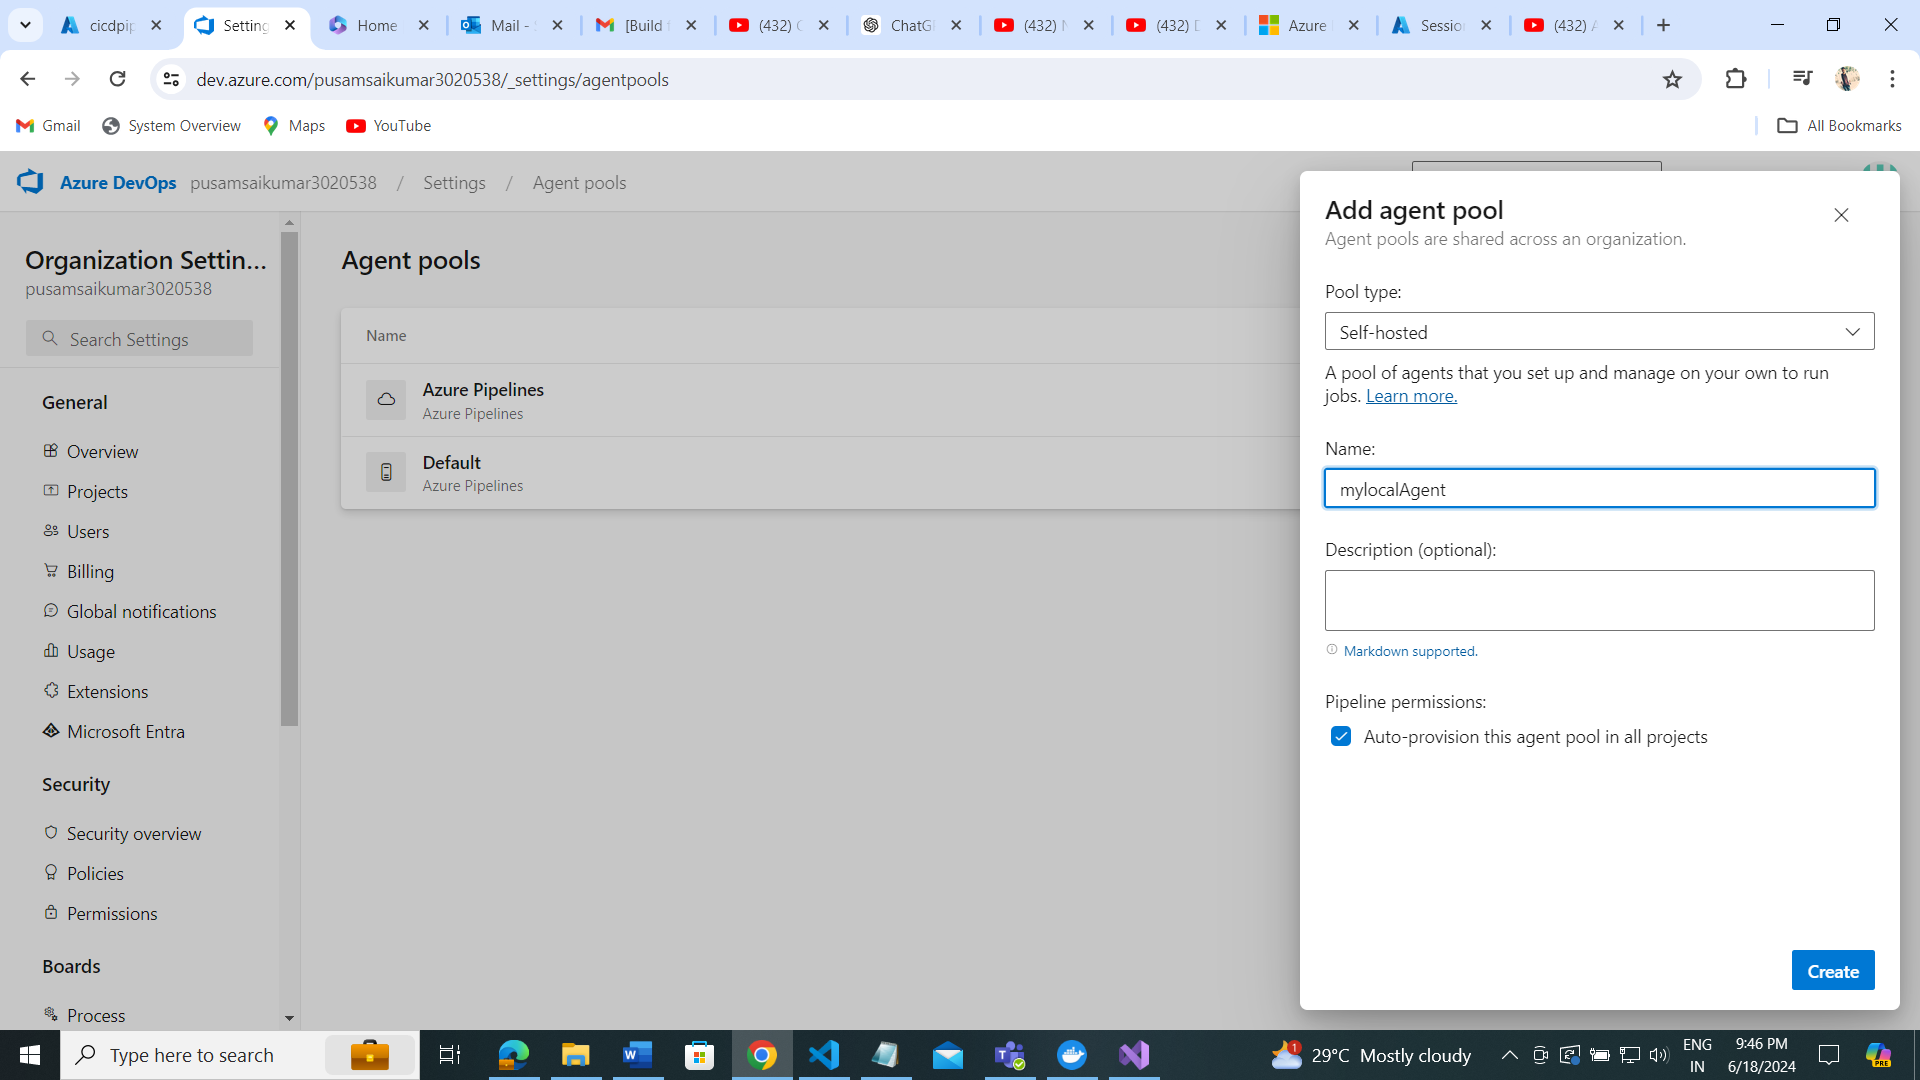 cicdpip
Setting
Home
Mail -
[Build
(432)
ChatG
(432)
(432)
Azure
Sessio
(432)
dev.azure.com/pusamsaikumar3020538/_settings/agentpools
Gmail
System Overview
Maps
YouTube
All Bookmarks
Azure DevOps pusamsaikumar3020538 / Settings / Agent pools
Organization Settin...
pusamsaikumar3020538
Search Settings
General
Overview
Projects
Users
Billing
Global notifications
Usage
Extensions
Microsoft Entra
Security
Security overview
Policies
Permissions
Boards
Process
Agent pools
Name
Azure Pipelines
Azure Pipelines
Default
Azure Pipelines
Add agent pool
Agent pools are shared across an organization.
Pool type:
Self-hosted
A pool of agents that you set up and manage on your own to run
jobs. Learn more.
Name:
mylocalAgent
Description (optional):
Markdown supported.
Pipeline permissions:
Auto-provision this agent pool in all projects
Create
Type here to search
1
29°C Mostly cloudy
ENG
IN
9:46 PM
6/18/2024
PRE